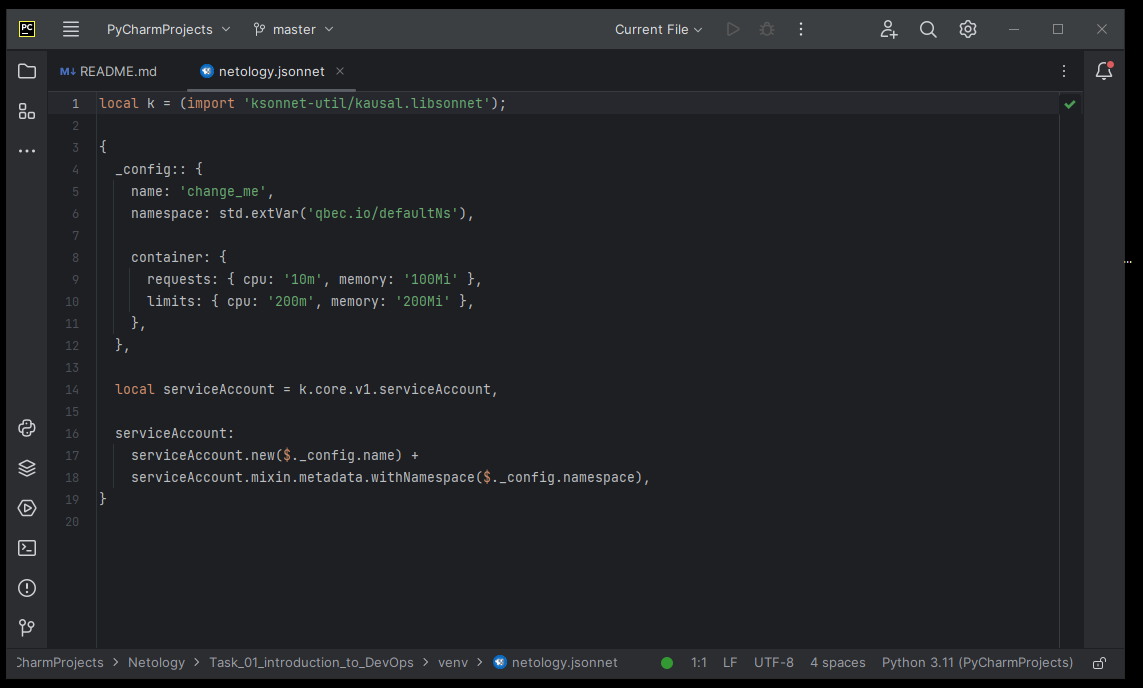 PC PyCharmProjects master Current File
M↓ README.md netology.jsonnet
1 local k = (import 'ksonnet-util/kausal.libsonnet');
2
3 {
4   _config:: {
5     name: 'change_me',
6     namespace: std.extVar('qbec.io/defaultNs'),
7
8     container: {
9       requests: { cpu: '10m', memory: '100Mi' },
10       limits: { cpu: '200m', memory: '200Mi' },
11     },
12   },
13
14   local serviceAccount = k.core.v1.serviceAccount,
15
16   serviceAccount:
17     serviceAccount.new($._config.name) +
18     serviceAccount.mixin.metadata.withNamespace($._config.namespace),
19 }
20
CharmProjects > Netology > Task_01_introduction_to_DevOps > venv > netology.jsonnet 1:1 LF UTF-8 4 spaces Python 3.11 (PyCharmProjects)